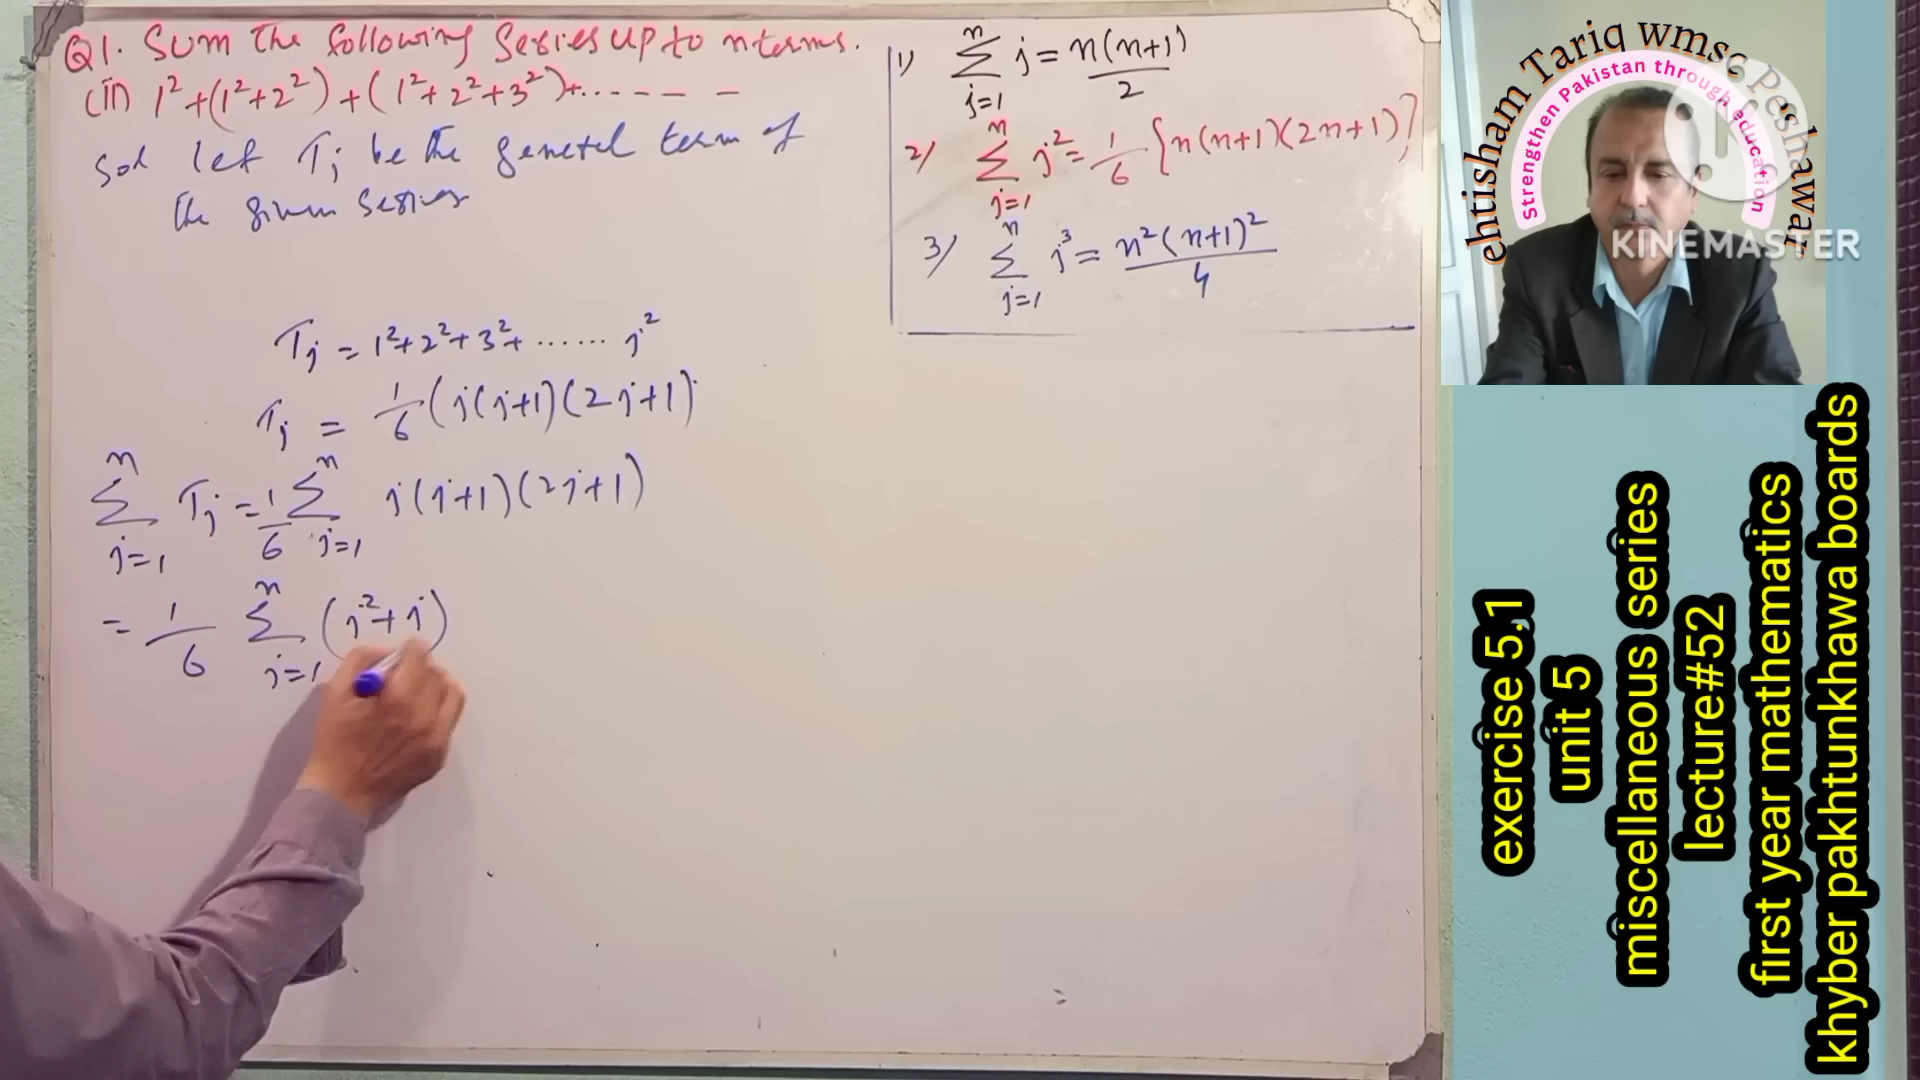 Q1. Sum the following Series up to n terms.
(ii) 1²+(1²+2²)+(1²+2²+3²)+.....- - -
Sol let Tj be the general term of
the given series
Tj = 1²+2²+3²+ ...... j²
Tj = 1/6 (j(j+1)(2j+1)
n∑j=1 Tj = 1/6 n∑j=1 j(j+1)(2j+1)
= 1/6 n∑j=1 (j²+j)
1) n∑j=1 j = n(n+1)/2
2) n∑j=1 j² = 1/6 {n(n+1)(2n+1)}
3) n∑j=1 j³ = n²(n+1)²/4
ehtisham Tariq wmsc Peshawar
Strengthen Pakistan through education
KINEMASTER
exercise 5.1
unit 5
miscellaneous series
lecture#52
first year mathematics
khyber pakhtunkhawa boards